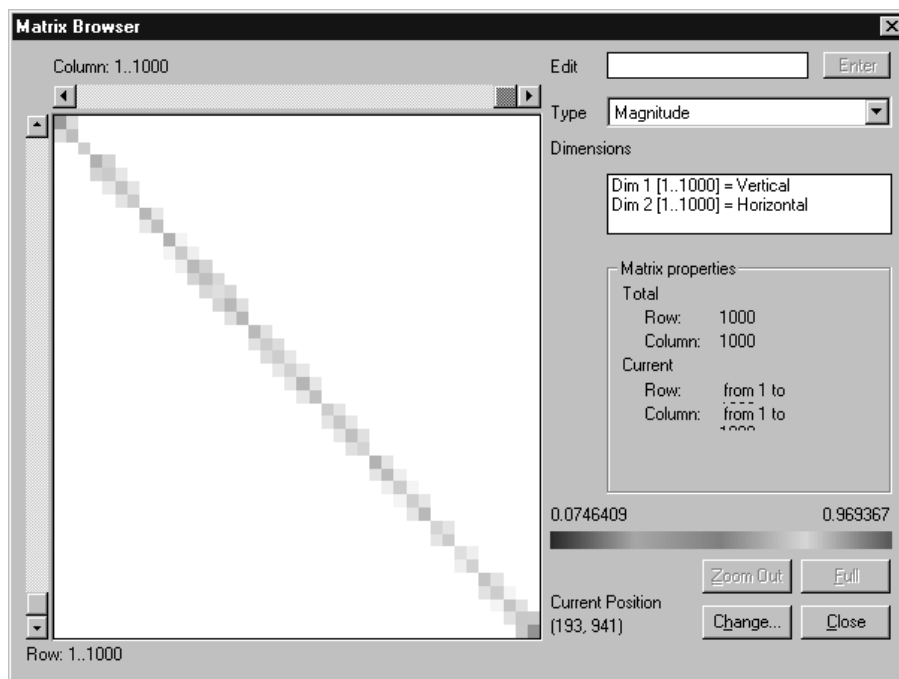 Matrix Browser
Column: 1..1000
Edit
Enter
Type
Magnitude
Dimensions
Dim 1 [1..1000] = Vertical
Dim 2 [1..1000] = Horizontal
Matrix properties
Total
Row: 1000
Column: 1000
Current
Row: from 1 to
Column: from 1 to
1000
0.0746409
0.969367
Zoom Out
Full
Current Position
(193, 941)
Change...
Close
Row: 1..1000